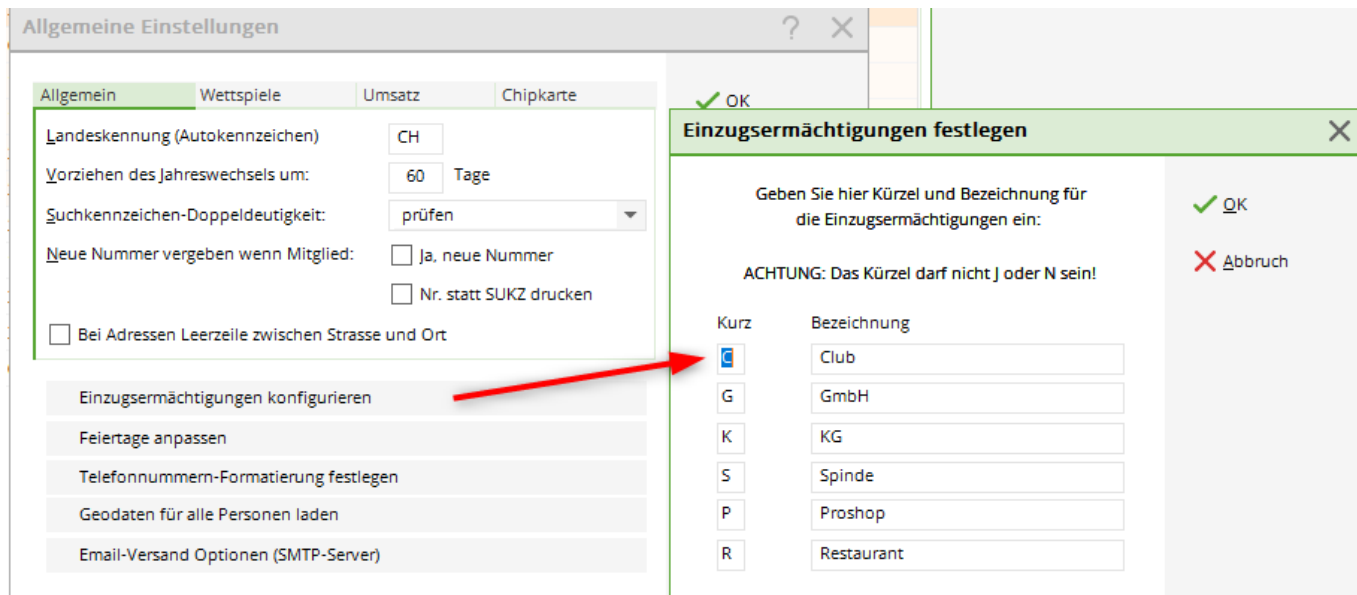 Allgemeine Einstellungen
Allgemein Wettspiele Umsatz Chipkarte
OK
Landeskennung (Autokennzeichen) CH
Vorziehen des Jahreswechsels um: 60 Tage
Suchkennzeichen-Doppeldeutigkeit: prüfen
Neue Nummer vergeben wenn Mitglied: Ja, neue Nummer
Nr. statt SUKZ drucken
Bei Adressen Leerzeile zwischen Strasse und Ort
Einzugsermächtigungen konfigurieren
Feiertage anpassen
Telefonnummern-Formatierung festlegen
Geodaten für alle Personen laden
Email-Versand Optionen (SMTP-Server)
Einzugsermächtigungen festlegen
Geben Sie hier Kürzel und Bezeichnung für
die Einzugsermächtigungen ein:
ACHTUNG: Das Kürzel darf nicht J oder N sein!
OK
Abbruch
Kurz Bezeichnung
C Club
G GmbH
K KG
S Spinde
P Proshop
R Restaurant